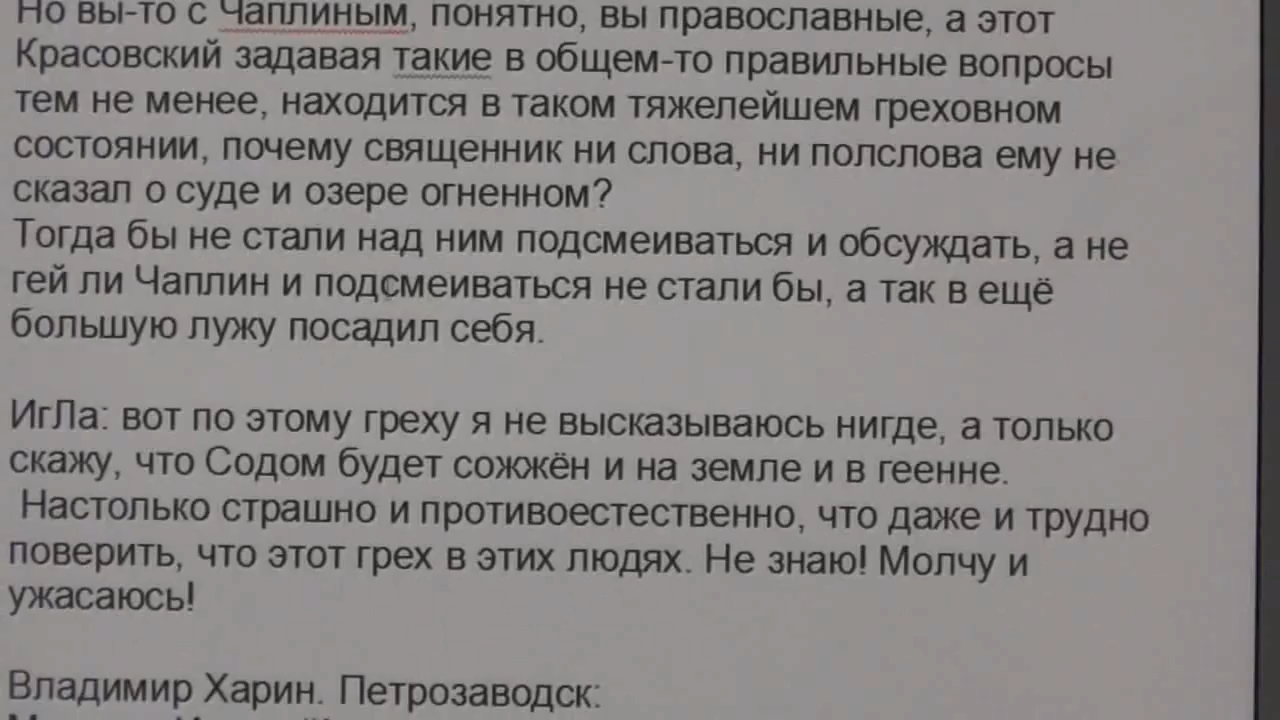 Но вы-то с Чаплиным, понятно, вы православные, а этот
Красовский задавая такие в общем-то правильные вопросы
тем не менее, находится в таком тяжелейшем греховном
состоянии, почему священник ни слова, ни полслова ему не
сказал о суде и озере огненном?
Тогда бы не стали над ним подсмеиваться и обсуждать, а не
гей ли Чаплин и подсмеиваться не стали бы, а так в ещё
большую лужу посадил себя.
ИгЛа: вот по этому греху я не высказываюсь нигде, а только
скажу, что Содом будет сожжён и на земле и в геенне.
Настолько страшно и противоестественно, что даже и трудно
поверить, что этот грех в этих людях. Не знаю! Молчу и
ужасаюсь!
Владимир Харин. Петрозаводск: